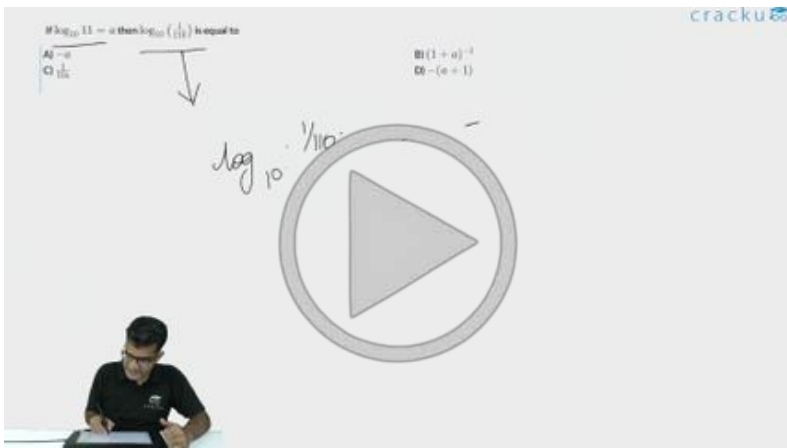 cracku
If log₁₀ 11 = a then log₁₀ (1/110) is equal to
A) −a
B) (1 + a)⁻¹
C) 1/10a
D) −(a + 1)
log₁₀ 1/110